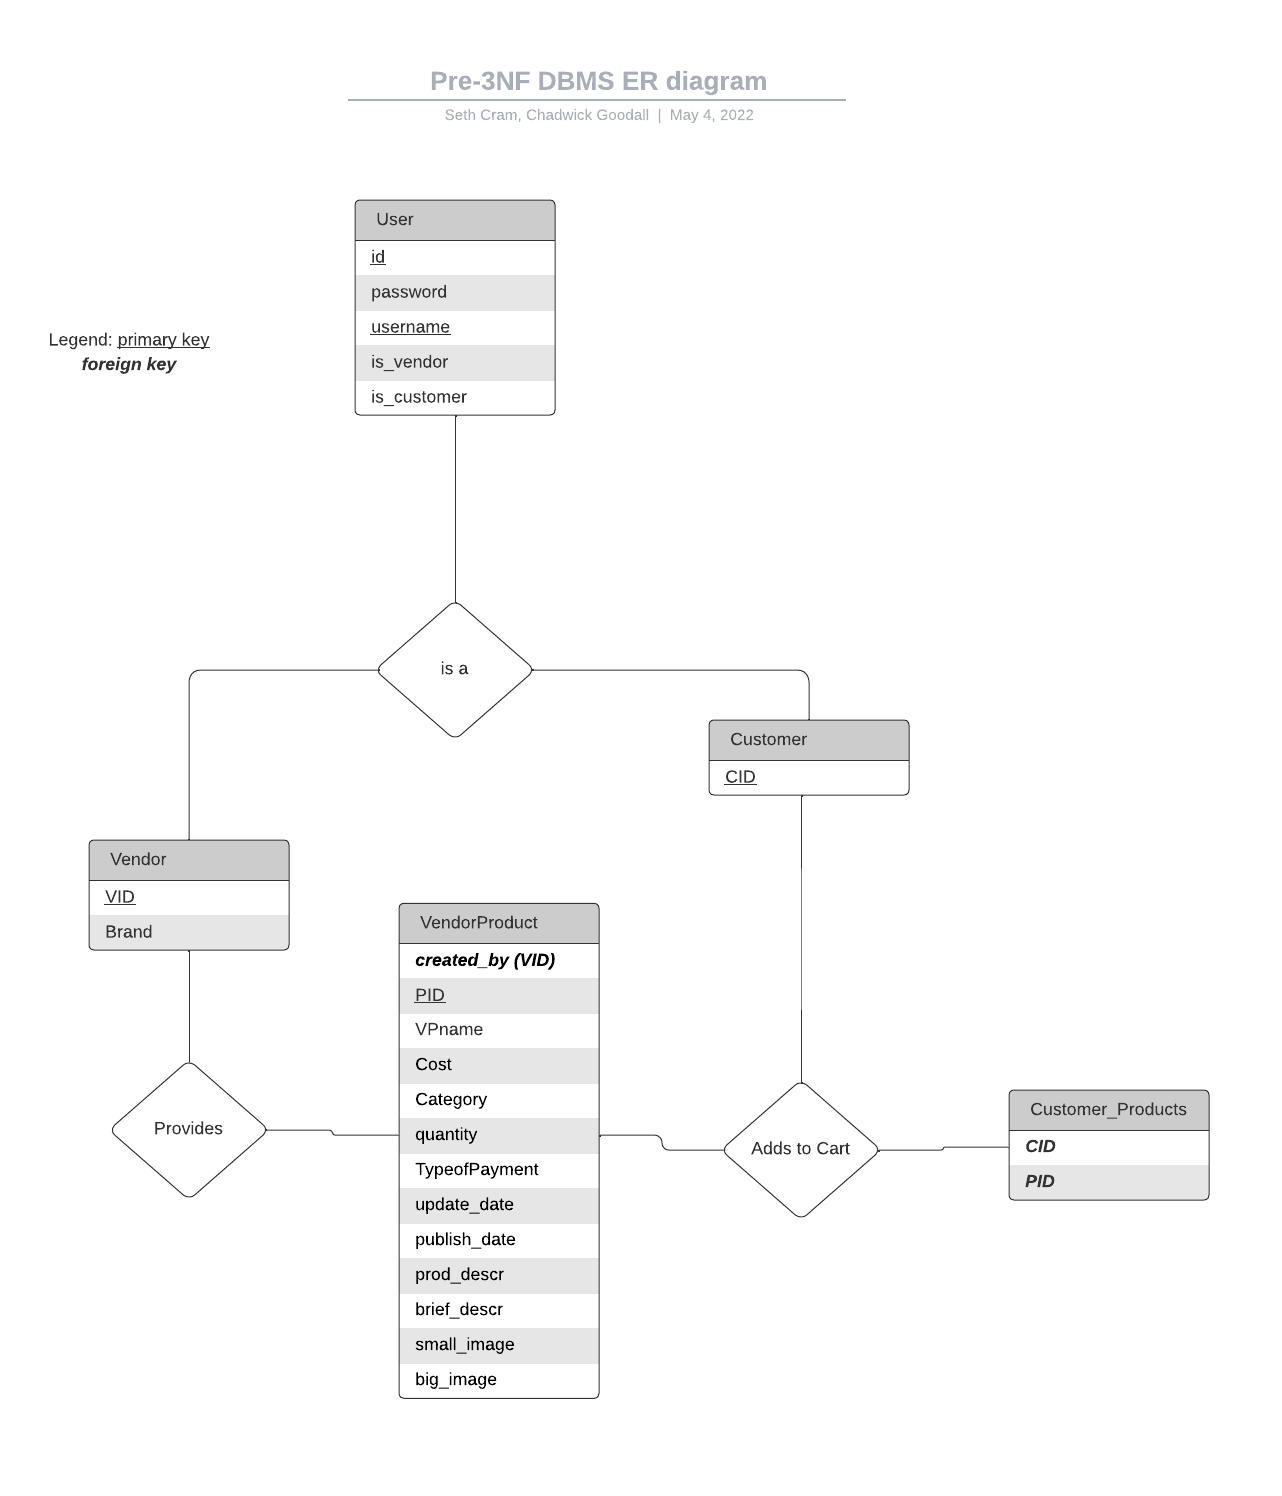 Pre-3NF DBMS ER diagram
Seth Cram, Chadwick Goodall | May 4, 2022
User
id
password
username
is_vendor
is_customer
Legend: primary key
foreign key
is a
Customer
CID
Vendor
VID
Brand
VendorProduct
created_by (VID)
PID
VPname
Cost
Category
quantity
TypeofPayment
update_date
publish_date
prod_descr
brief_descr
small_image
big_image
Provides
Adds to Cart
Customer_Products
CID
PID